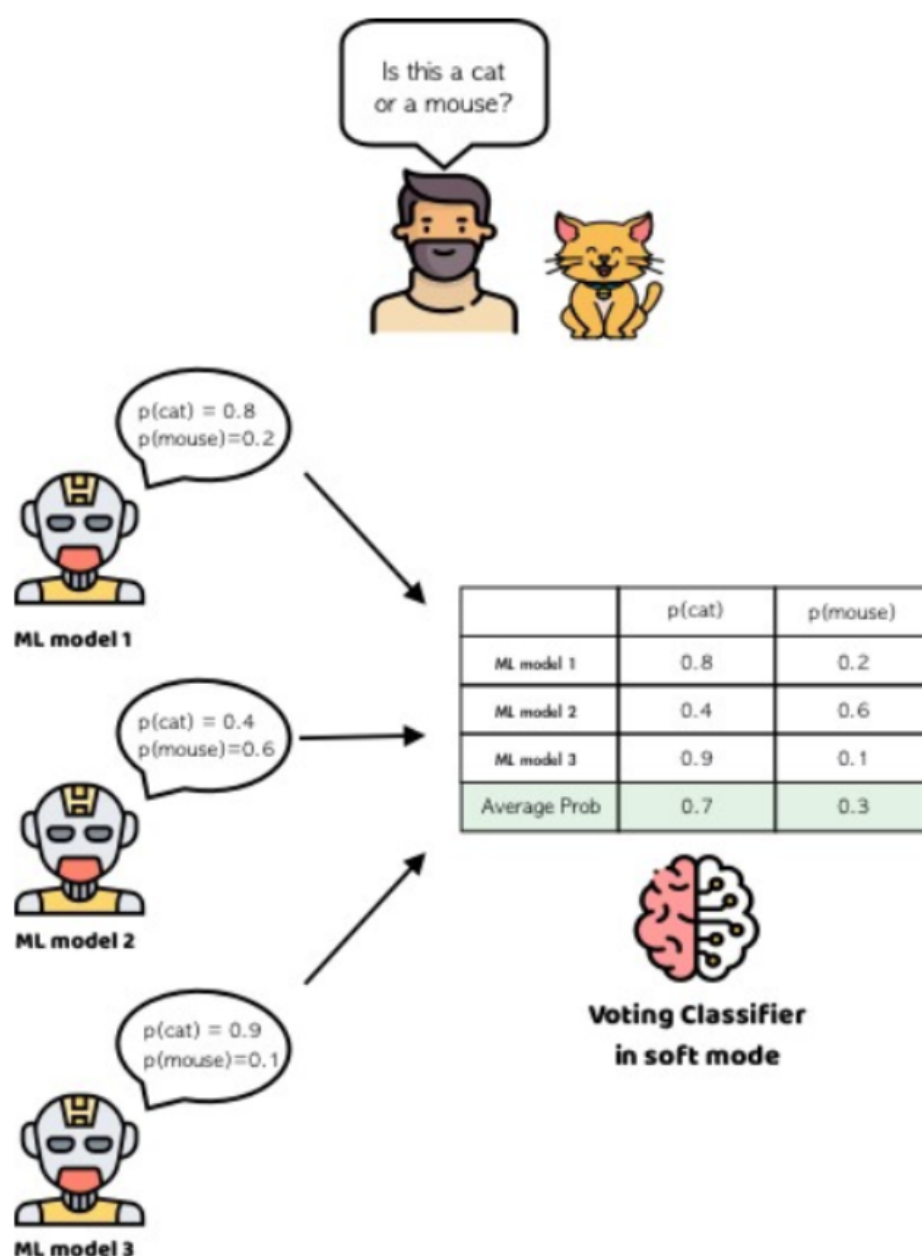 Is this a cat
or a mouse?
p(cat) = 0.8
p(mouse)=0.2
ML model 1
p(cat) = 0.4
p(mouse)=0.6
ML model 2
p(cat) = 0.9
p(mouse)=0.1
ML model 3
p(cat) p(mouse)
ML model 1 0.8 0.2
ML model 2 0.4 0.6
ML model 3 0.9 0.1
Average Prob 0.7 0.3
Voting Classifier
in soft mode